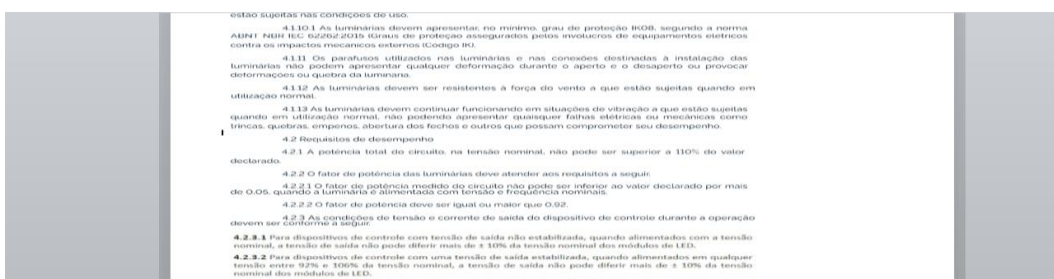 estão sujeitas nas condições de uso.
4.1.10.1 As luminárias devem apresentar, no mínimo, grau de proteção IK08, segundo a norma
ABNT NBR IEC 62262:2015 (Graus de proteção assegurados pelos invólucros de equipamentos elétricos
contra os impactos mecânicos externos (Código IK).
4.1.11 Os parafusos utilizados nas luminárias e nas conexões destinadas à instalação das
luminárias não podem apresentar qualquer deformação durante o aperto e o desaperto ou provocar
deformações ou quebra da luminária.
4.1.12 As luminárias devem ser resistentes à força do vento a que estão sujeitas quando em
utilização normal.
4.1.13 As luminárias devem continuar funcionando em situações de vibração a que estão sujeitas
quando em utilização normal, não podendo apresentar quaisquer falhas elétricas ou mecânicas como
trincas, quebras, empenos, abertura dos fechos e outros que possam comprometer seu desempenho.
4.2 Requisitos de desempenho
4.2.1 A potência total do circuito, na tensão nominal, não pode ser superior a 110% do valor
declarado.
4.2.2 O fator de potência das luminárias deve atender aos requisitos a seguir.
4.2.2.1 O fator de potência medido do circuito não pode ser inferior ao valor declarado por mais
de 0,05, quando a luminária é alimentada com tensão e frequência nominais.
4.2.2.2 O fator de potência deve ser igual ou maior que 0,92.
4.2.3 As condições de tensão e corrente de saída do dispositivo de controle durante a operação
devem ser conforme a seguir.
4.2.3.1 Para dispositivos de controle com tensão de saída não estabilizada, quando alimentados com a tensão
nominal, a tensão de saída não pode diferir mais de ± 10% da tensão nominal dos módulos de LED.
4.2.3.2 Para dispositivos de controle com uma tensão de saída estabilizada, quando alimentados em qualquer
tensão entre 92% e 106% da tensão nominal, a tensão de saída não pode diferir mais de ± 10% da tensão
nominal dos módulos de LED.